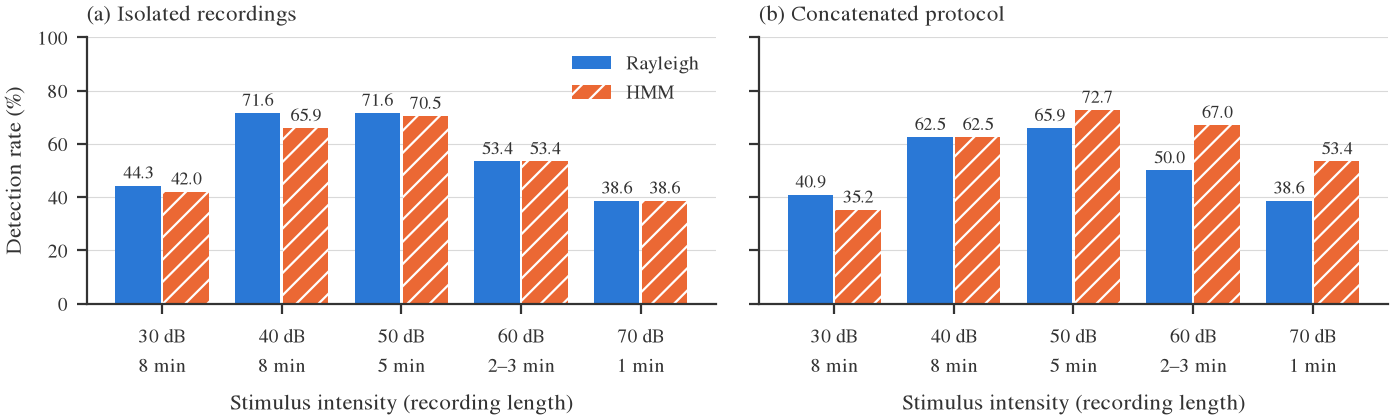 (a) Isolated recordings
Detection rate (%)
100
80
60
40
20
0
Rayleigh
HMM
44.3 42.0 71.6 65.9 71.6 70.5 53.4 53.4 38.6 38.6
30 dB 40 dB 50 dB 60 dB 70 dB
8 min 8 min 5 min 2–3 min 1 min
Stimulus intensity (recording length)
(b) Concatenated protocol
40.9 35.2 62.5 62.5 65.9 72.7 50.0 67.0 38.6 53.4
30 dB 40 dB 50 dB 60 dB 70 dB
8 min 8 min 5 min 2–3 min 1 min
Stimulus intensity (recording length)